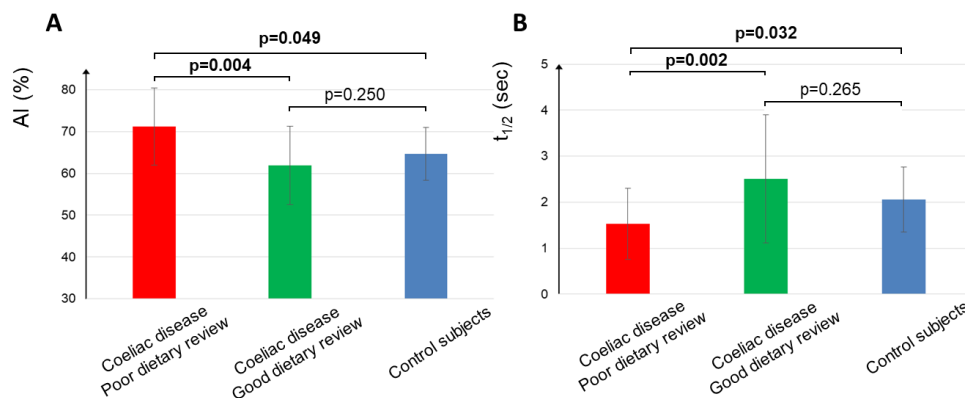 A
p=0.049
p=0.004
p=0.250
AI (%)
80
70
60
50
40
30
Coeliac disease
Poor dietary review
Coeliac disease
Good dietary review
Control subjects
B
p=0.032
p=0.002
p=0.265
t1/2 (sec)
5
4
3
2
1
0
Coeliac disease
Poor dietary review
Coeliac disease
Good dietary review
Control subjects